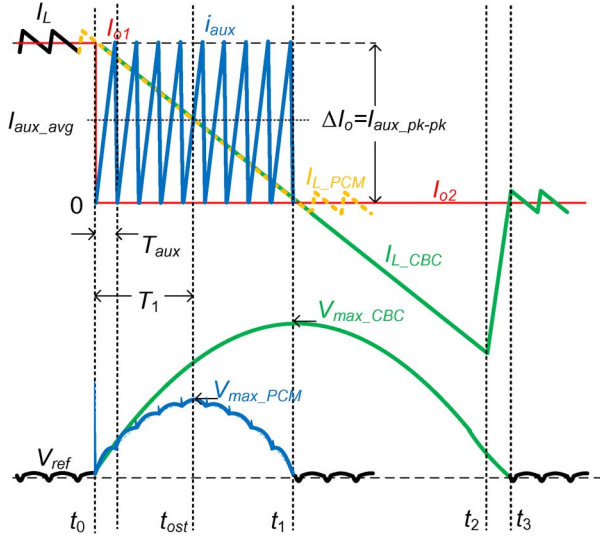 I_L
I_o1
i_aux
I_aux_avg
ΔI_o=I_aux_pk-pk
I_L_PCM
I_o2
0
T_aux
I_L_CBC
T_1
V_max_CBC
V_max_PCM
V_ref
t_0
t_ost
t_1
t_2
t_3